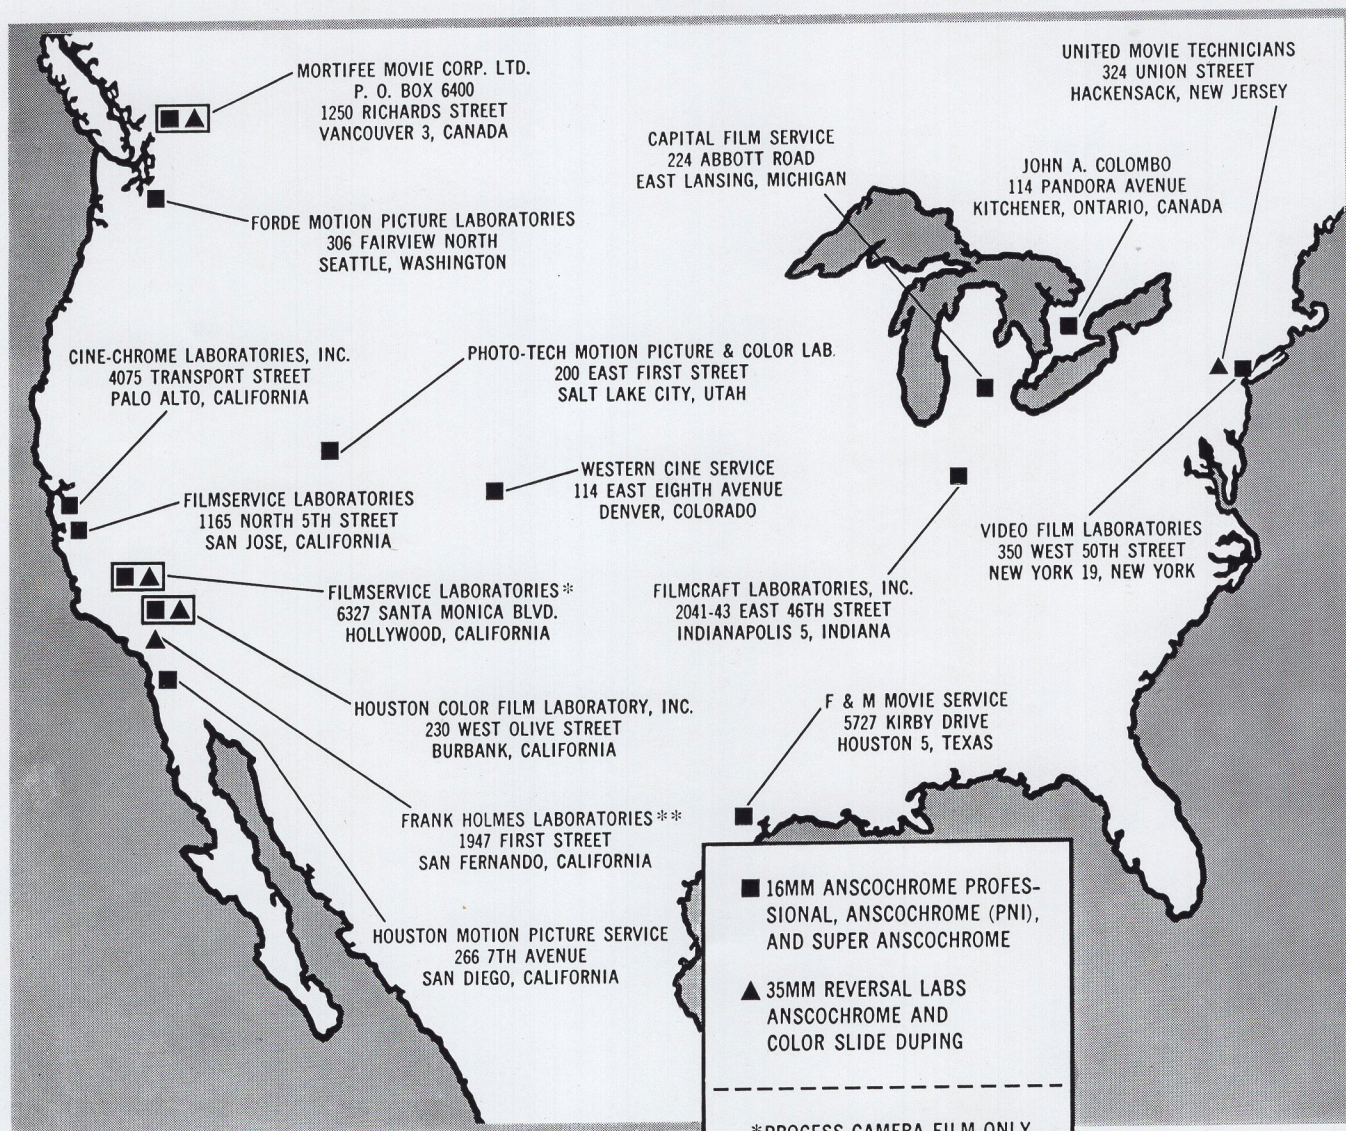 MORTIFEE MOVIE CORP. LTD.
P. O. BOX 6400
1250 RICHARDS STREET
VANCOUVER 3, CANADA
UNITED MOVIE TECHNICIANS
324 UNION STREET
HACKENSACK, NEW JERSEY
CAPITAL FILM SERVICE
224 ABBOTT ROAD
EAST LANSING, MICHIGAN
JOHN A. COLOMBO
114 PANDORA AVENUE
KITCHENER, ONTARIO, CANADA
FORDE MOTION PICTURE LABORATORIES
306 FAIRVIEW NORTH
SEATTLE, WASHINGTON
CINE-CHROME LABORATORIES, INC.
4075 TRANSPORT STREET
PALO ALTO, CALIFORNIA
PHOTO-TECH MOTION PICTURE & COLOR LAB.
200 EAST FIRST STREET
SALT LAKE CITY, UTAH
WESTERN CINE SERVICE
114 EAST EIGHTH AVENUE
DENVER, COLORADO
FILMSERVICE LABORATORIES
1165 NORTH 5TH STREET
SAN JOSE, CALIFORNIA
VIDEO FILM LABORATORIES
350 WEST 50TH STREET
NEW YORK 19, NEW YORK
FILMSERVICE LABORATORIES*
6327 SANTA MONICA BLVD.
HOLLYWOOD, CALIFORNIA
FILMCRAFT LABORATORIES, INC.
2041-43 EAST 46TH STREET
INDIANAPOLIS 5, INDIANA
HOUSTON COLOR FILM LABORATORY, INC.
230 WEST OLIVE STREET
BURBANK, CALIFORNIA
F & M MOVIE SERVICE
5727 KIRBY DRIVE
HOUSTON 5, TEXAS
FRANK HOLMES LABORATORIES**
1947 FIRST STREET
SAN FERNANDO, CALIFORNIA
HOUSTON MOTION PICTURE SERVICE
266 7TH AVENUE
SAN DIEGO, CALIFORNIA
16MM ANSCOCHROME PROFES-
SIONAL, ANSCOCHROME (PNI),
AND SUPER ANSCOCHROME
35MM REVERSAL LABS
ANSCOCHROME AND
COLOR SLIDE DUPING
*PROCESS CAMERA FILM ONLY